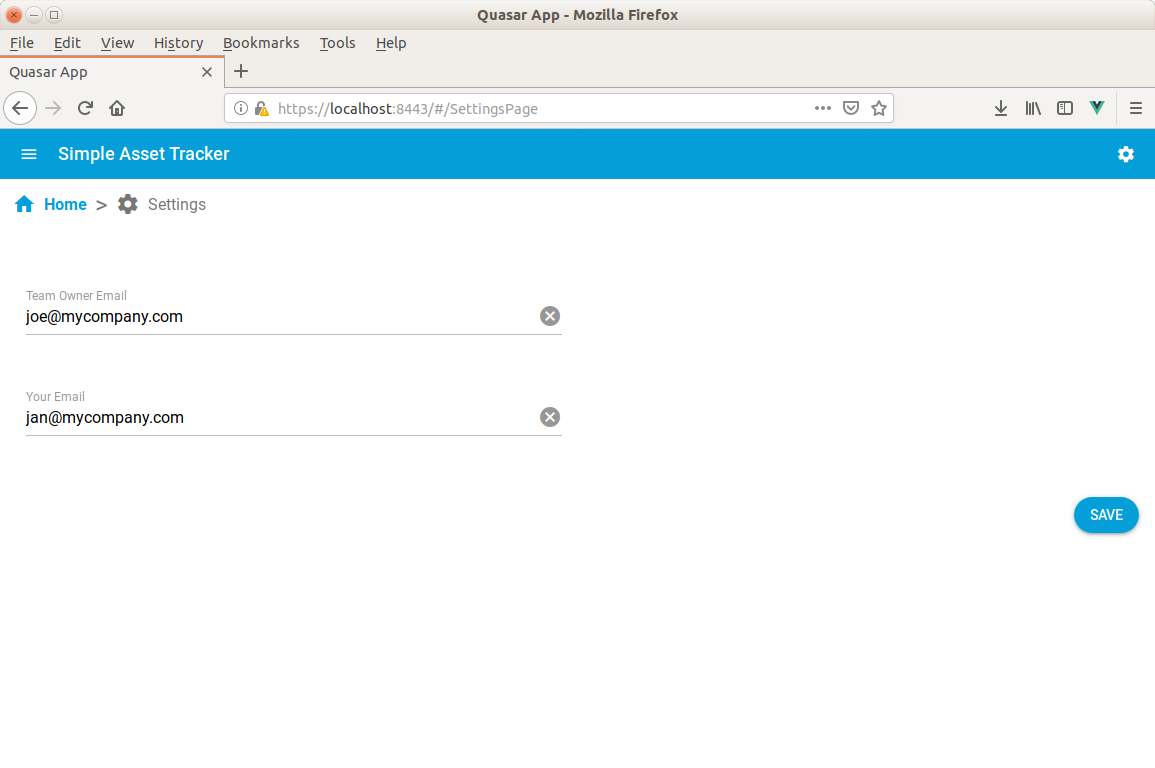 Quasar App - Mozilla Firefox
File Edit View History Bookmarks Tools Help
Quasar App
https://localhost:8443/#/SettingsPage
Simple Asset Tracker
Home > Settings
Team Owner Email
joe@mycompany.com
Your Email
jan@mycompany.com
SAVE